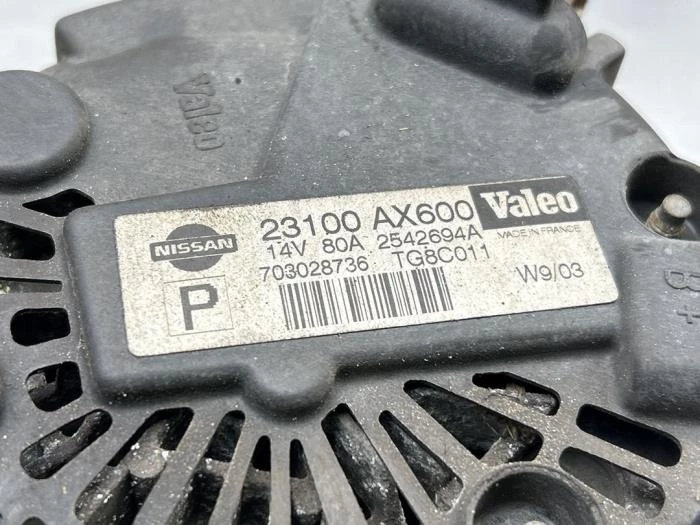 Valeo
NISSAN
23100 AX600 Valeo
14V 80A 2542694A MADE IN FRANCE
703028736 TG8C011
P
W9/03
B+